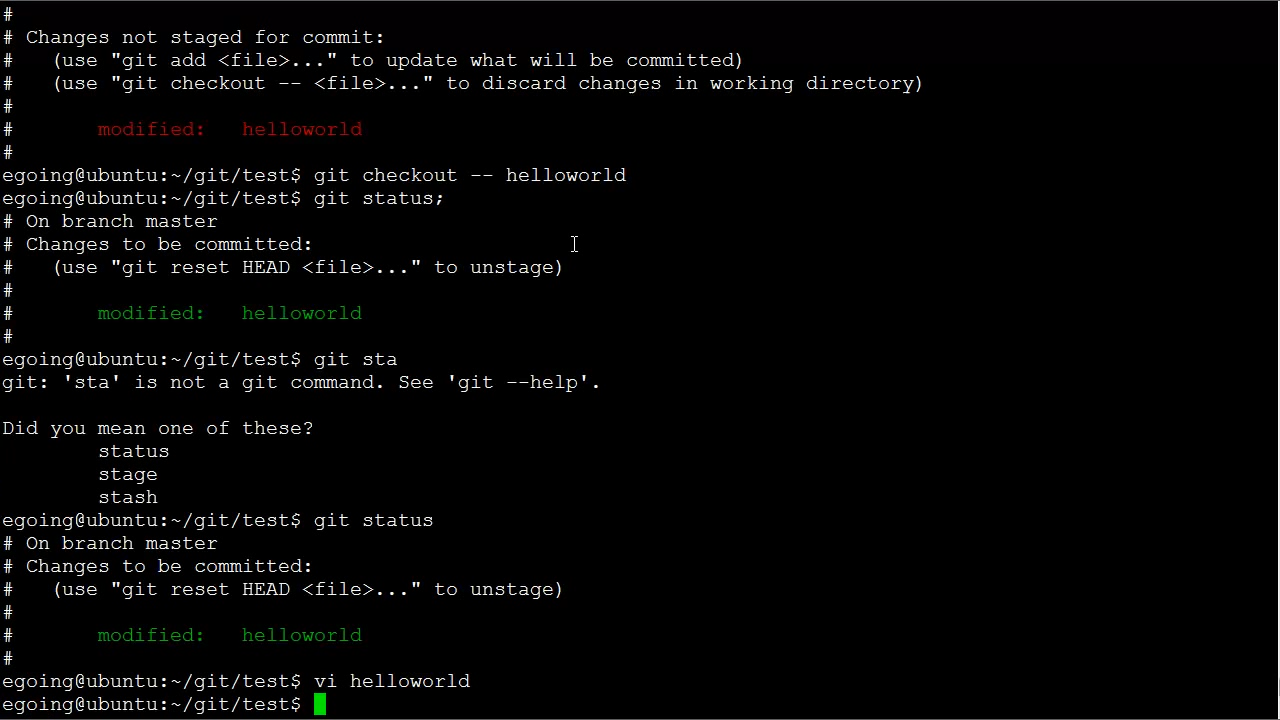 #
# Changes not staged for commit:
#   (use "git add <file>..." to update what will be committed)
#   (use "git checkout -- <file>..." to discard changes in working directory)
#
#       modified:   helloworld
#
egoing@ubuntu:~/git/test$ git checkout -- helloworld
egoing@ubuntu:~/git/test$ git status;
# On branch master
# Changes to be committed:
#   (use "git reset HEAD <file>..." to unstage)
#
#       modified:   helloworld
#
egoing@ubuntu:~/git/test$ git sta
git: 'sta' is not a git command. See 'git --help'.

Did you mean one of these?
        status
        stage
        stash
egoing@ubuntu:~/git/test$ git status
# On branch master
# Changes to be committed:
#   (use "git reset HEAD <file>..." to unstage)
#
#       modified:   helloworld
#
egoing@ubuntu:~/git/test$ vi helloworld
egoing@ubuntu:~/git/test$